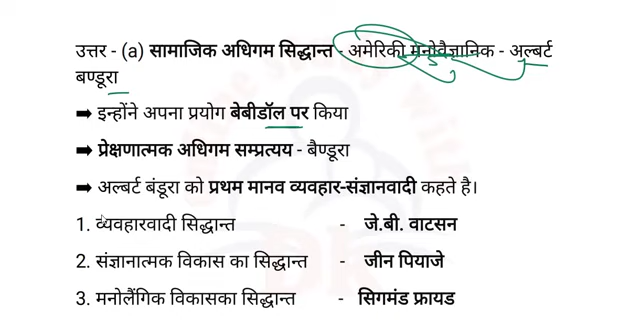 उत्तर - (a) सामाजिक अधिगम सिद्धान्त - अमेरिकी मनोवैज्ञानिक - अल्बर्ट
बण्डूरा
➡ इन्होंने अपना प्रयोग बेबीडॉल पर किया
➡ प्रेक्षणात्मक अधिगम सम्प्रत्यय - बैण्डूरा
➡ अल्बर्ट बंडूरा को प्रथम मानव व्यवहार-संज्ञानवादी कहते है।
1. व्यवहारवादी सिद्धान्त - जे.बी. वाटसन
2. संज्ञानात्मक विकास का सिद्धान्त - जीन पियाजे
3. मनोलैंगिक विकासका सिद्धान्त - सिगमंड फ्रायड